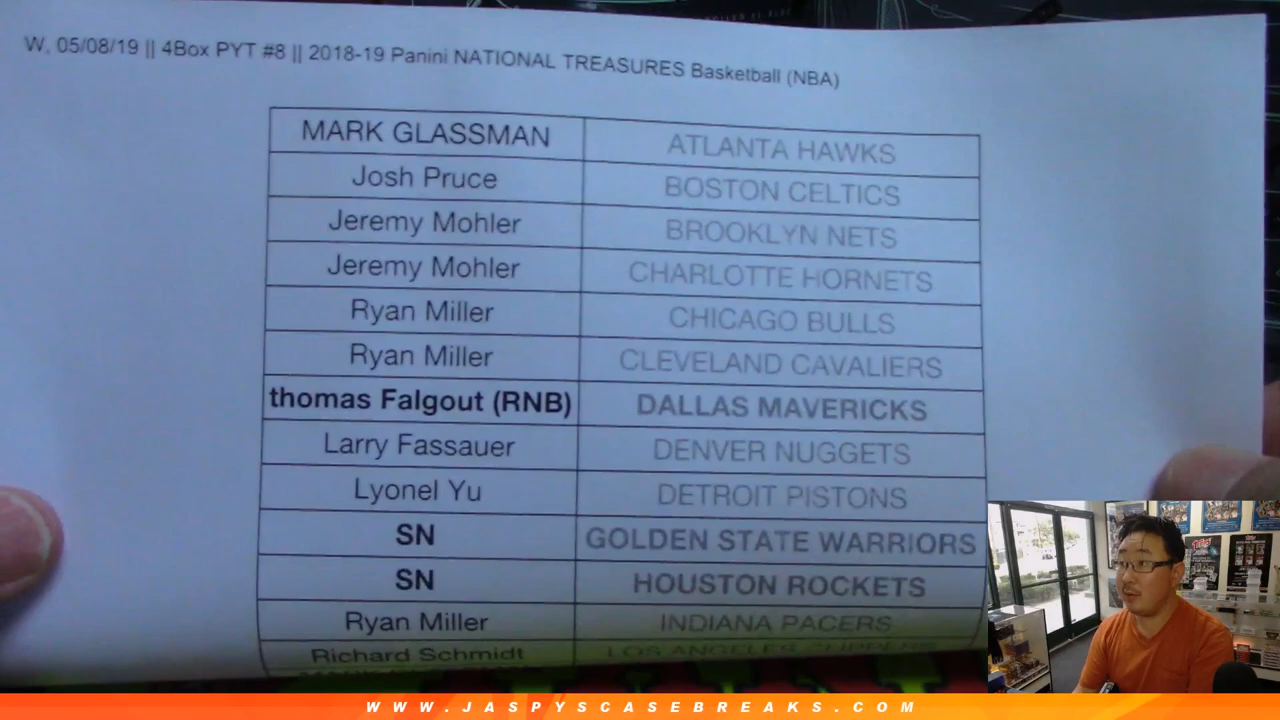 W, 05/08/19 || 4Box PYT #8 || 2018-19 Panini NATIONAL TREASURES Basketball (NBA)
MARK GLASSMAN ATLANTA HAWKS
Josh Pruce BOSTON CELTICS
Jeremy Mohler BROOKLYN NETS
Jeremy Mohler CHARLOTTE HORNETS
Ryan Miller CHICAGO BULLS
Ryan Miller CLEVELAND CAVALIERS
thomas Falgout (RNB) DALLAS MAVERICKS
Larry Fassauer DENVER NUGGETS
Lyonel Yu DETROIT PISTONS
SN GOLDEN STATE WARRIORS
SN HOUSTON ROCKETS
Ryan Miller INDIANA PACERS
Richard Schmidt LOS ANGELES CLIPPERS
WWW.JASPYSCASEBREAKS.COM